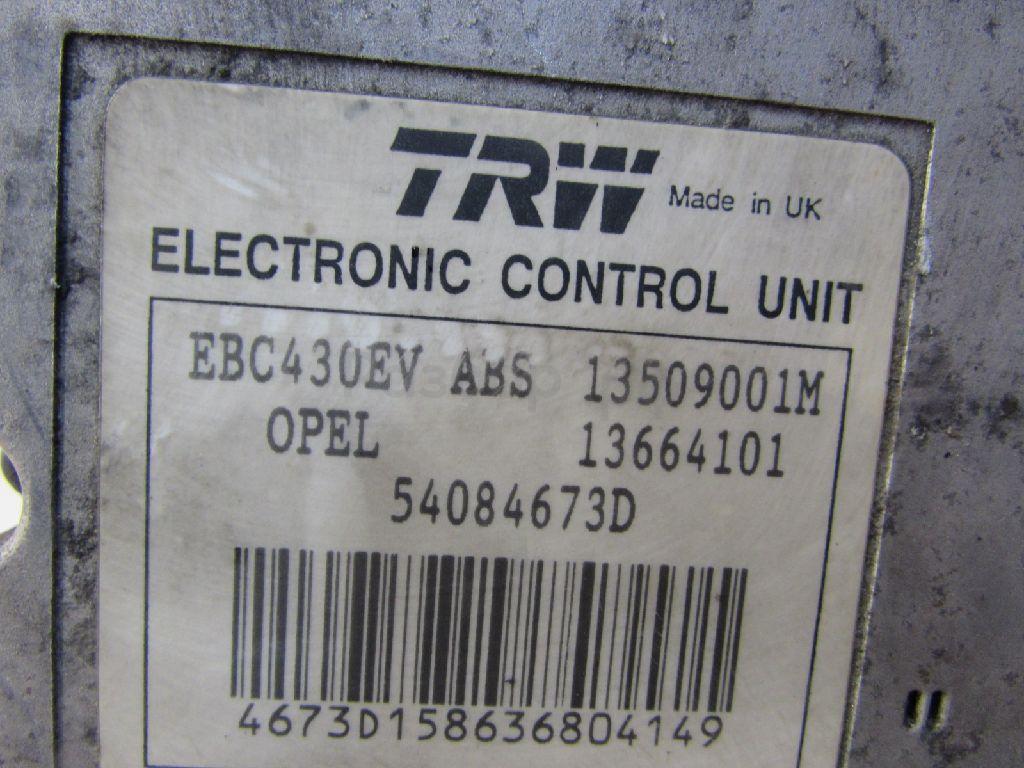 TRW Made in UK
ELECTRONIC CONTROL UNIT
EBC430EV ABS 13509001M
OPEL 13664101
54084673D
4673D158636804149